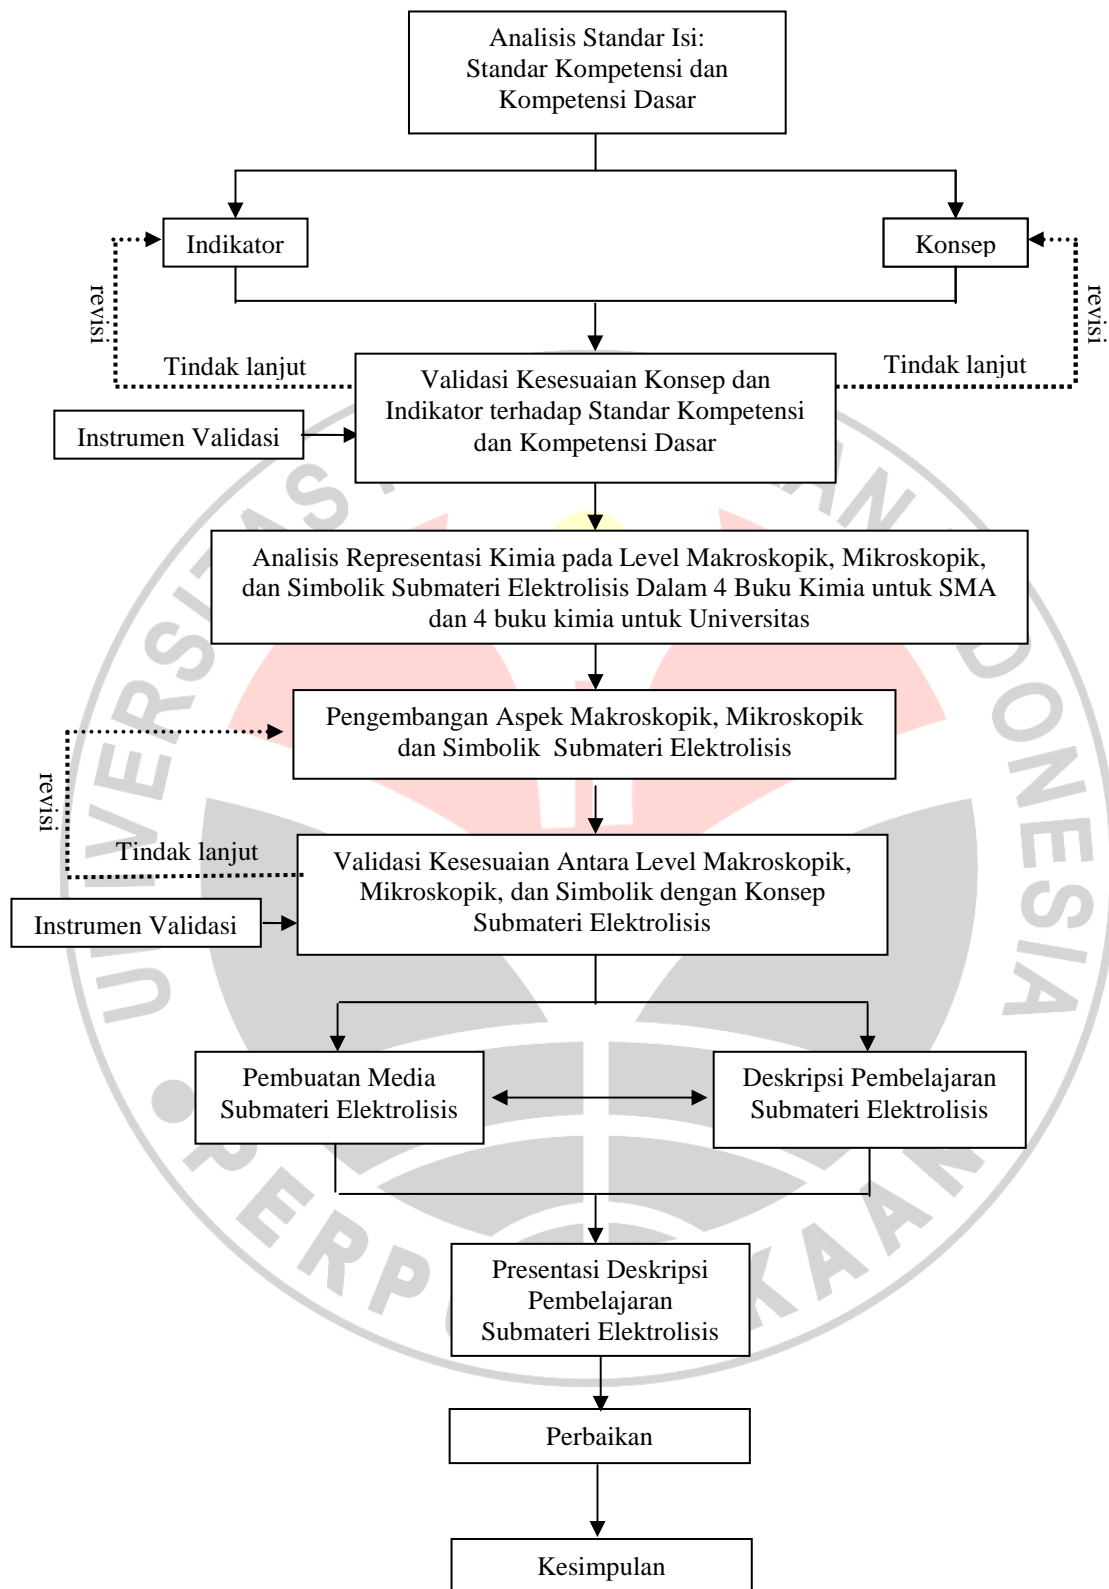 Analisis Standar Isi:
Standar Kompetensi dan
Kompetensi Dasar
Indikator
Konsep
revisi
revisi
Tindak lanjut
Tindak lanjut
Validasi Kesesuaian Konsep dan
Indikator terhadap Standar Kompetensi
dan Kompetensi Dasar
Instrumen Validasi
Analisis Representasi Kimia pada Level Makroskopik, Mikroskopik,
dan Simbolik Submateri Elektrolisis Dalam 4 Buku Kimia untuk SMA
dan 4 buku kimia untuk Universitas
Pengembangan Aspek Makroskopik, Mikroskopik
dan Simbolik Submateri Elektrolisis
revisi
Tindak lanjut
Validasi Kesesuaian Antara Level Makroskopik,
Mikroskopik, dan Simbolik dengan Konsep
Submateri Elektrolisis
Instrumen Validasi
Pembuatan Media
Submateri Elektrolisis
Deskripsi Pembelajaran
Submateri Elektrolisis
Presentasi Deskripsi
Pembelajaran
Submateri Elektrolisis
Perbaikan
Kesimpulan